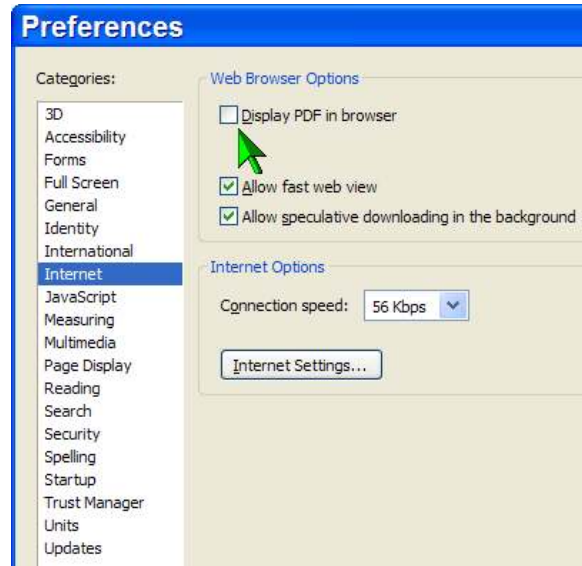 Preferences
Categories:
3D
Accessibility
Forms
Full Screen
General
Identity
International
Internet
JavaScript
Measuring
Multimedia
Page Display
Reading
Search
Security
Spelling
Startup
Trust Manager
Units
Updates
Web Browser Options
Display PDF in browser
Allow fast web view
Allow speculative downloading in the background
Internet Options
Connection speed: 56 Kbps
Internet Settings...